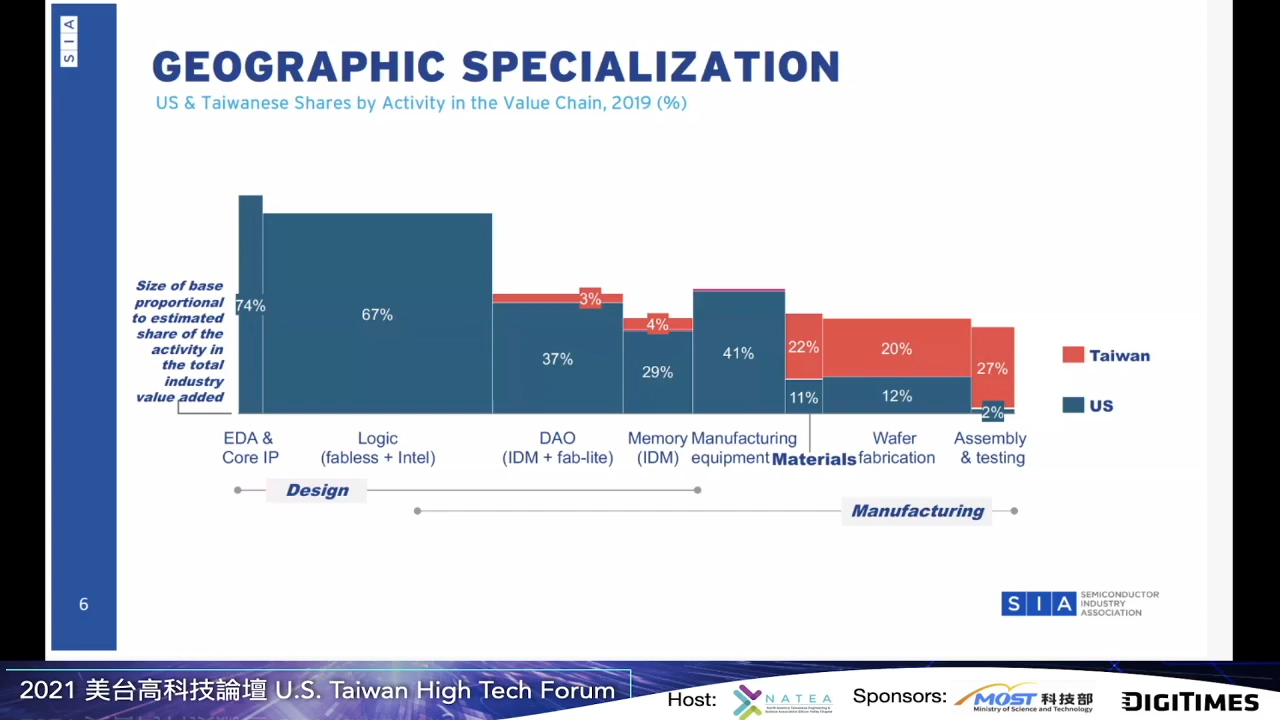 SIA
GEOGRAPHIC SPECIALIZATION
US & Taiwanese Shares by Activity in the Value Chain, 2019 (%)
Size of base
proportional
to estimated
share of the
activity in
the total
industry
value added
74%
67%
3%
37%
4%
29%
41%
22%
11%
20%
12%
27%
2%
Taiwan
US
EDA &
Core IP
Logic
(fabless + Intel)
DAO
(IDM + fab-lite)
Memory
(IDM)
Manufacturing
equipment
Materials
Wafer
fabrication
Assembly
& testing
Design
Manufacturing
6
SIA
SEMICONDUCTOR
INDUSTRY
ASSOCIATION
2021 美台高科技論壇 U.S. Taiwan High Tech Forum
Host:
NATEA
Sponsors:
MOST 科技部
Ministry of Science and Technology
DIGITIMES